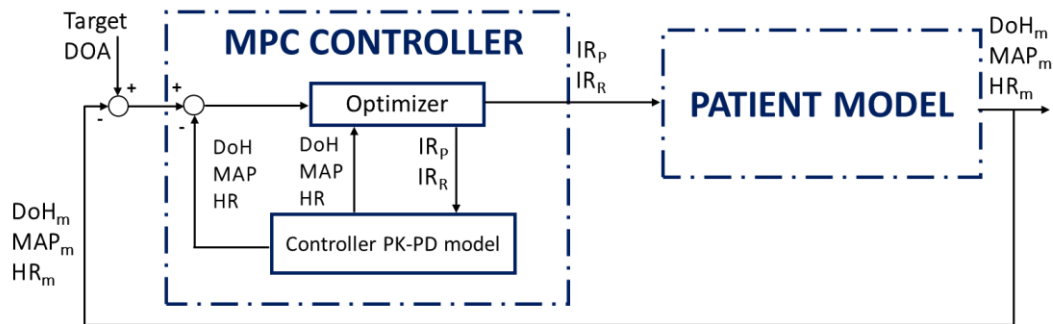 Target
DOA
+
-
MPC CONTROLLER
+
-
Optimizer
DoH
MAP
HR
DoH
MAP
HR
IRₚ
IRᵣ
Controller PK-PD model
IRₚ
IRᵣ
PATIENT MODEL
DoHₘ
MAPₘ
HRₘ
DoHₘ
MAPₘ
HRₘ